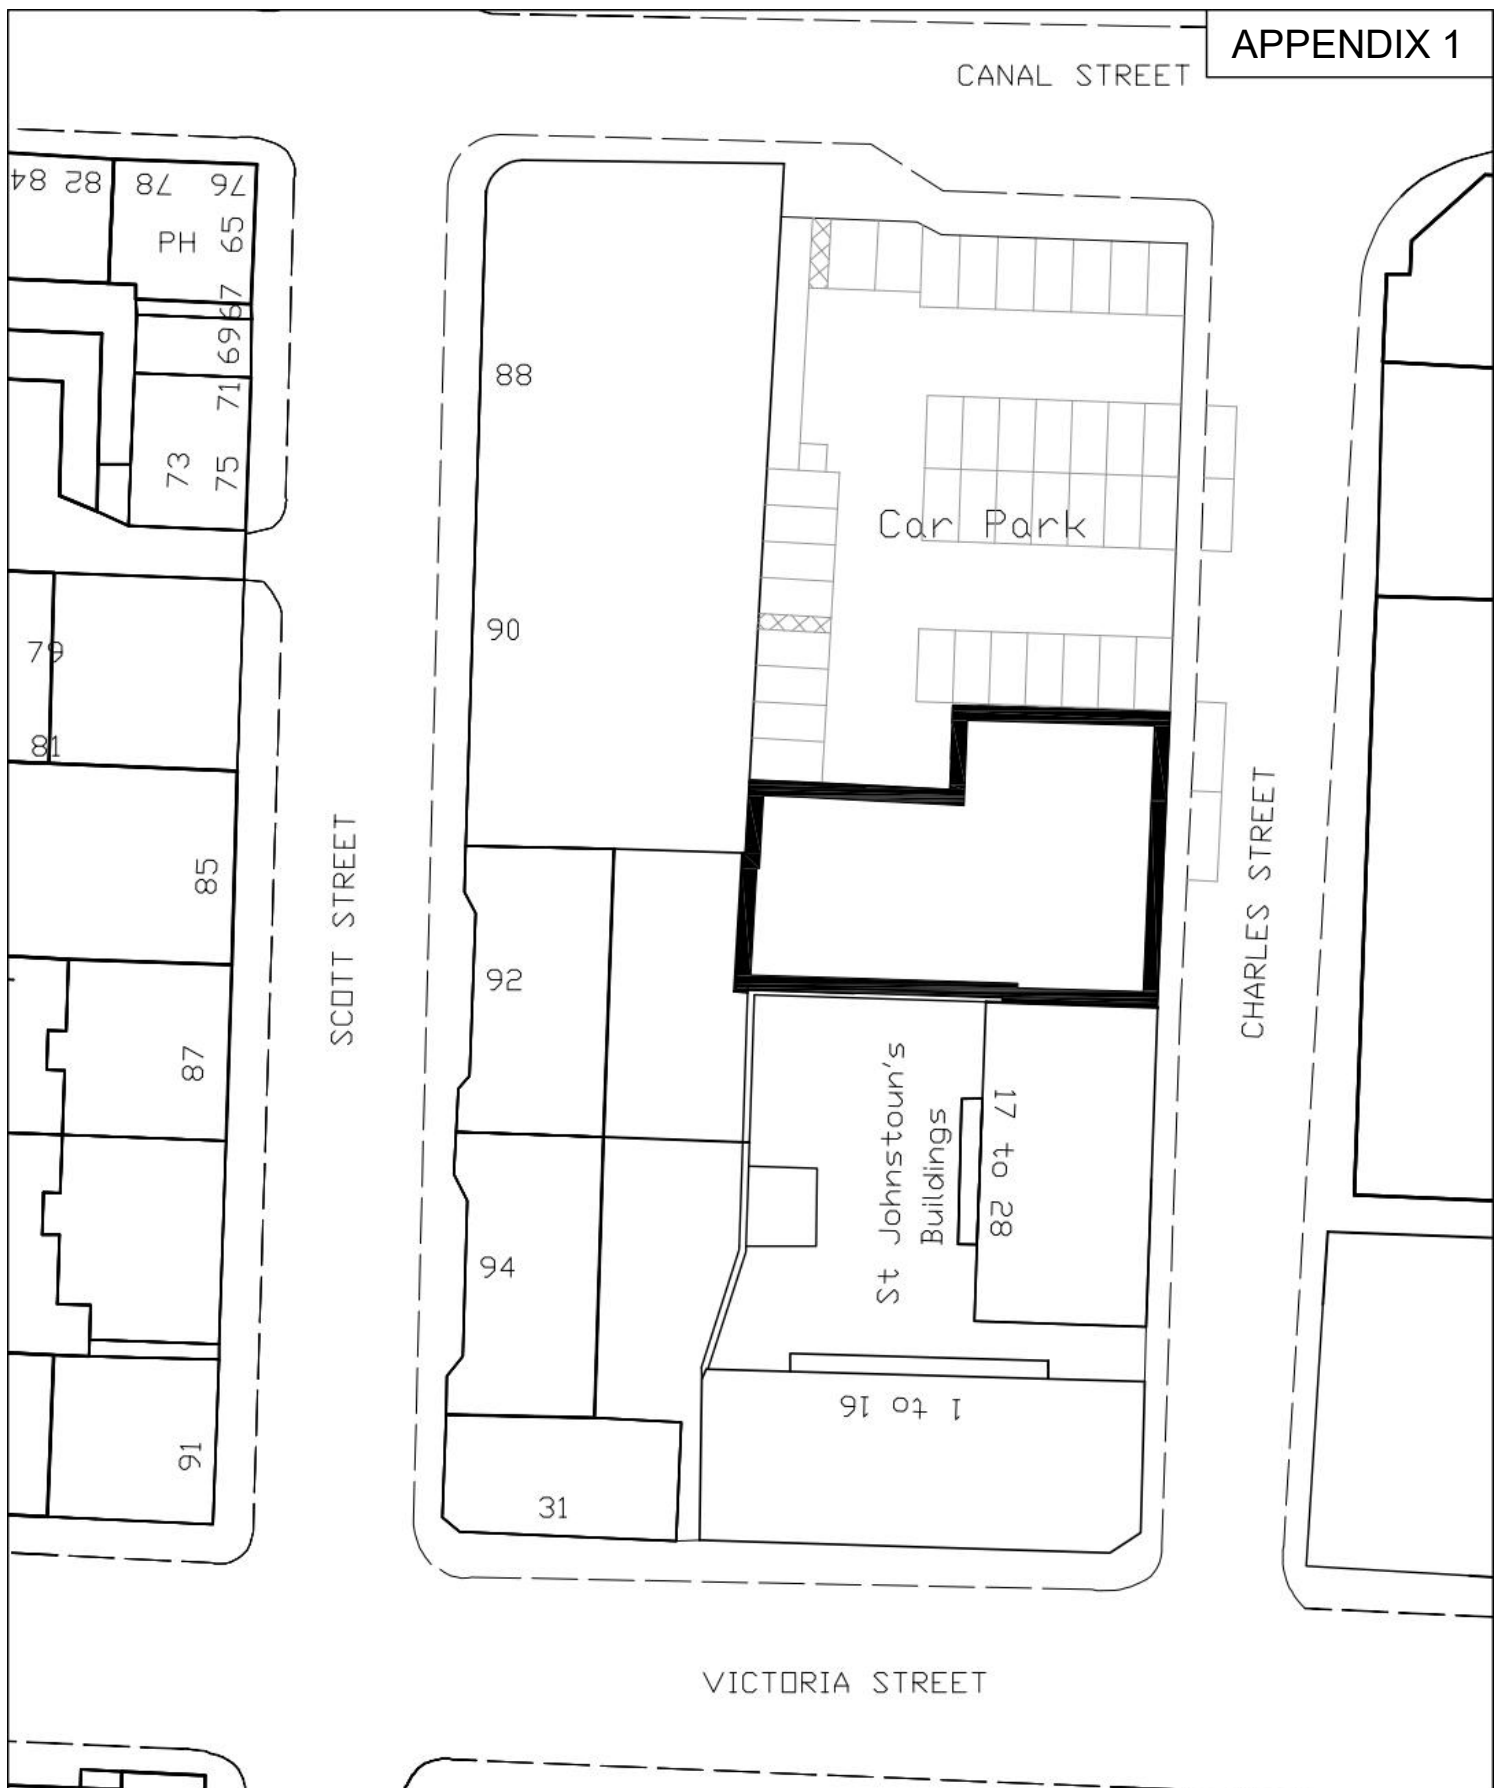 APPENDIX 1
CANAL STREET
84 82 78 76
PH 65
67
69
71
73 75
88
Car Park
90
79
81
85
SCOTT STREET
CHARLES STREET
92
87
St Johnstoun's
Buildings
17 to 28
94
1 to 16
91
31
VICTORIA STREET